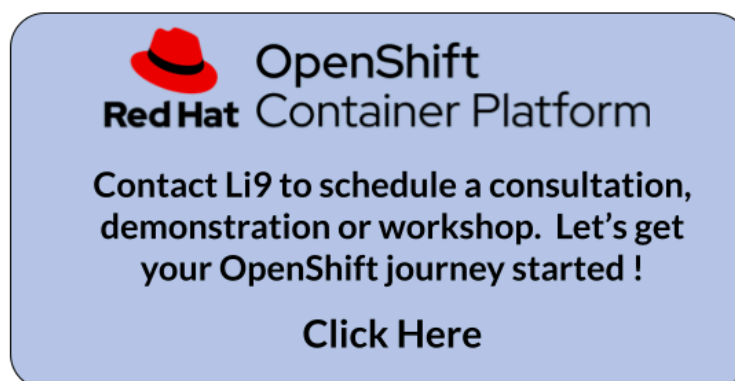 OpenShift
Red Hat Container Platform
Contact Li9 to schedule a consultation,
demonstration or workshop. Let's get
your OpenShift journey started !
Click Here